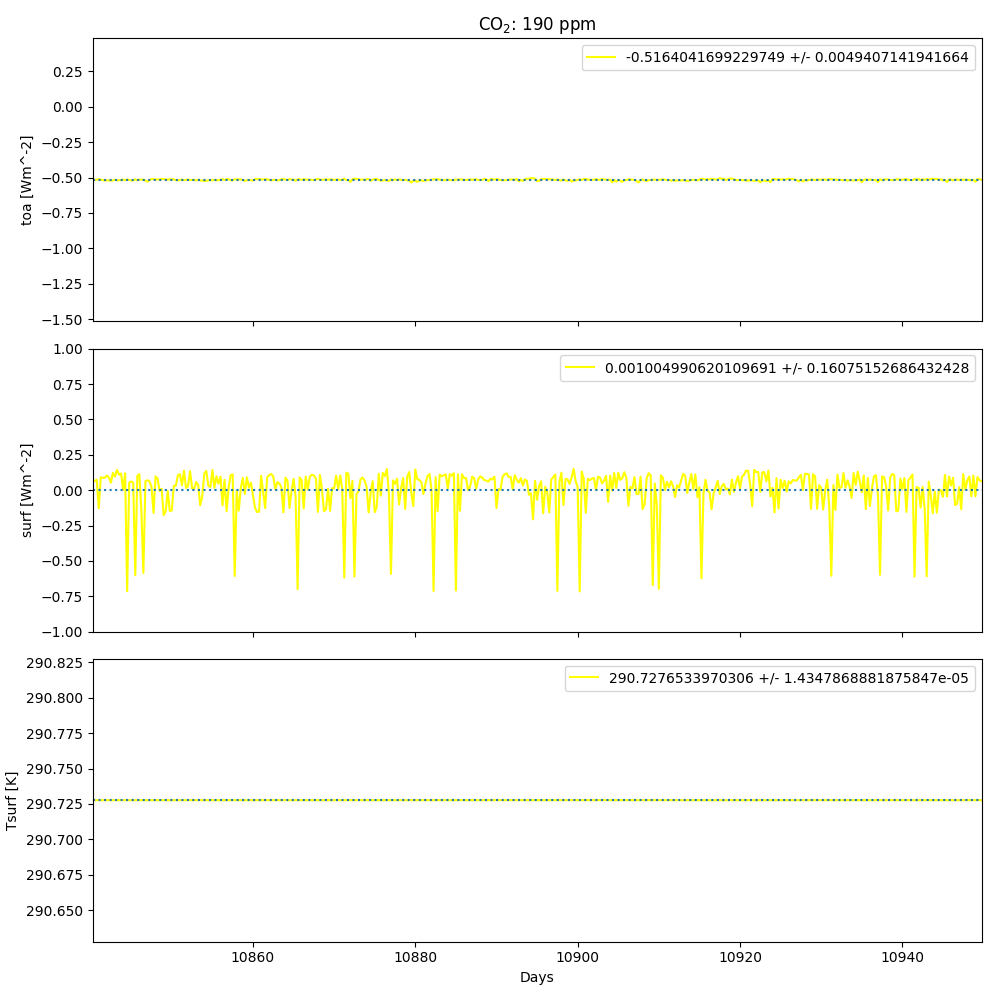 CO₂: 190 ppm
-0.5164041699229749 +/- 0.0049407141941664
0.25
0.00
−0.25
−0.50
−0.75
−1.00
−1.25
−1.50
toa [Wm^-2]
0.001004990620109691 +/- 0.16075152686432428
1.00
0.75
0.50
0.25
0.00
−0.25
−0.50
−0.75
−1.00
surf [Wm^-2]
290.7276533970306 +/- 1.4347868881875847e-05
290.825
290.800
290.775
290.750
290.725
290.700
290.675
290.650
Tsurf [K]
10860 10880 10900 10920 10940
Days